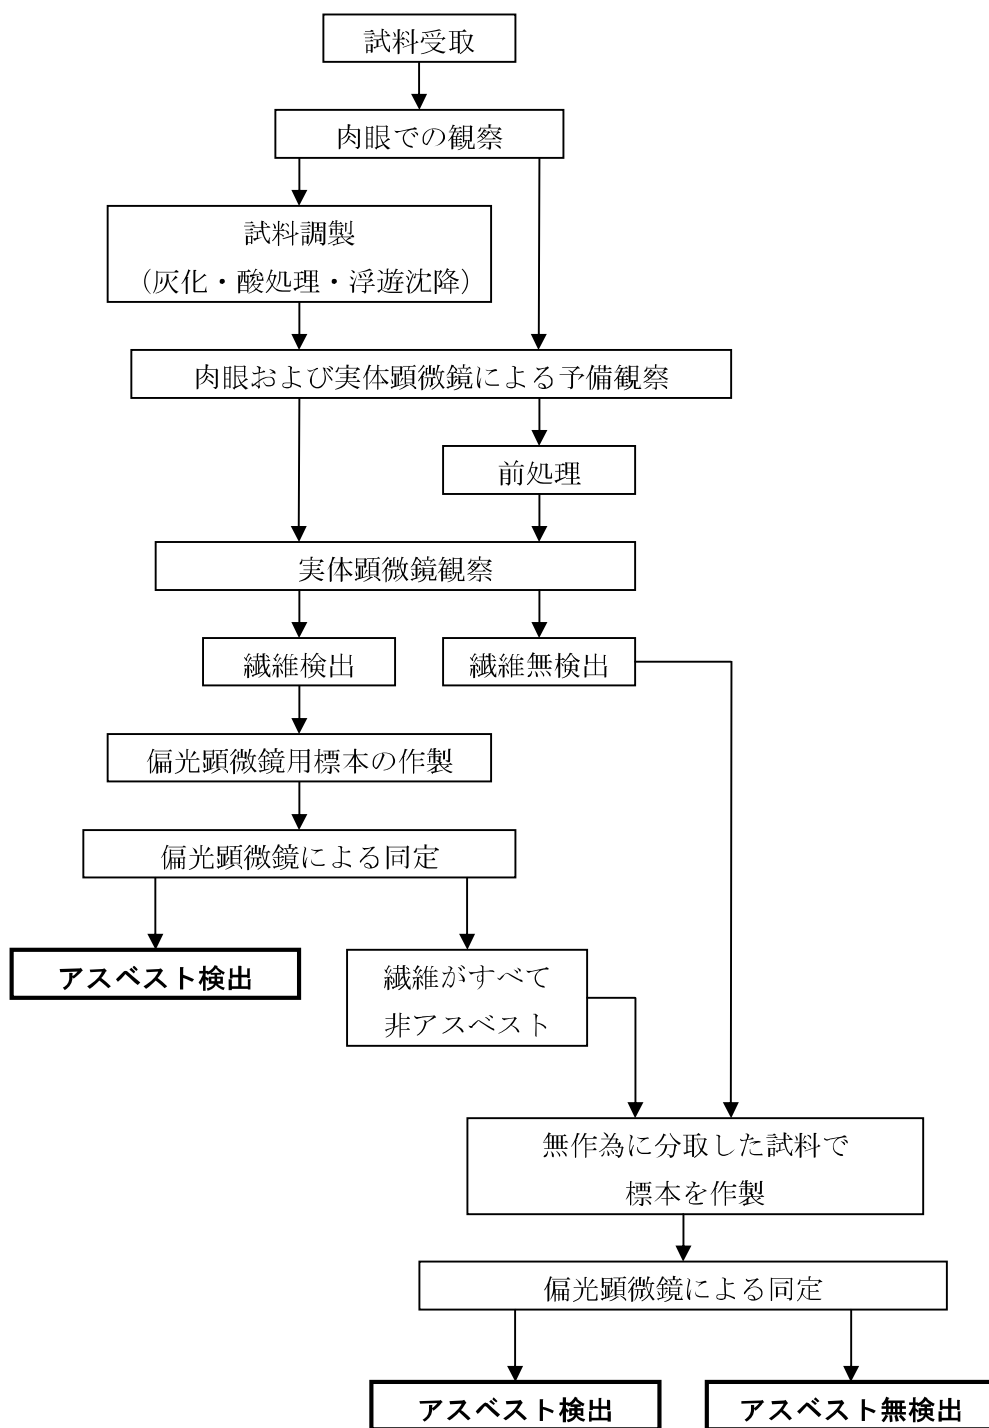 試料受取
肉眼での観察
試料調製
（灰化・酸処理・浮遊沈降）
肉眼および実体顕微鏡による予備観察
前処理
実体顕微鏡観察
繊維検出
繊維無検出
偏光顕微鏡用標本の作製
偏光顕微鏡による同定
アスベスト検出
繊維がすべて
非アスベスト
無作為に分取した試料で
標本を作製
偏光顕微鏡による同定
アスベスト検出
アスベスト無検出